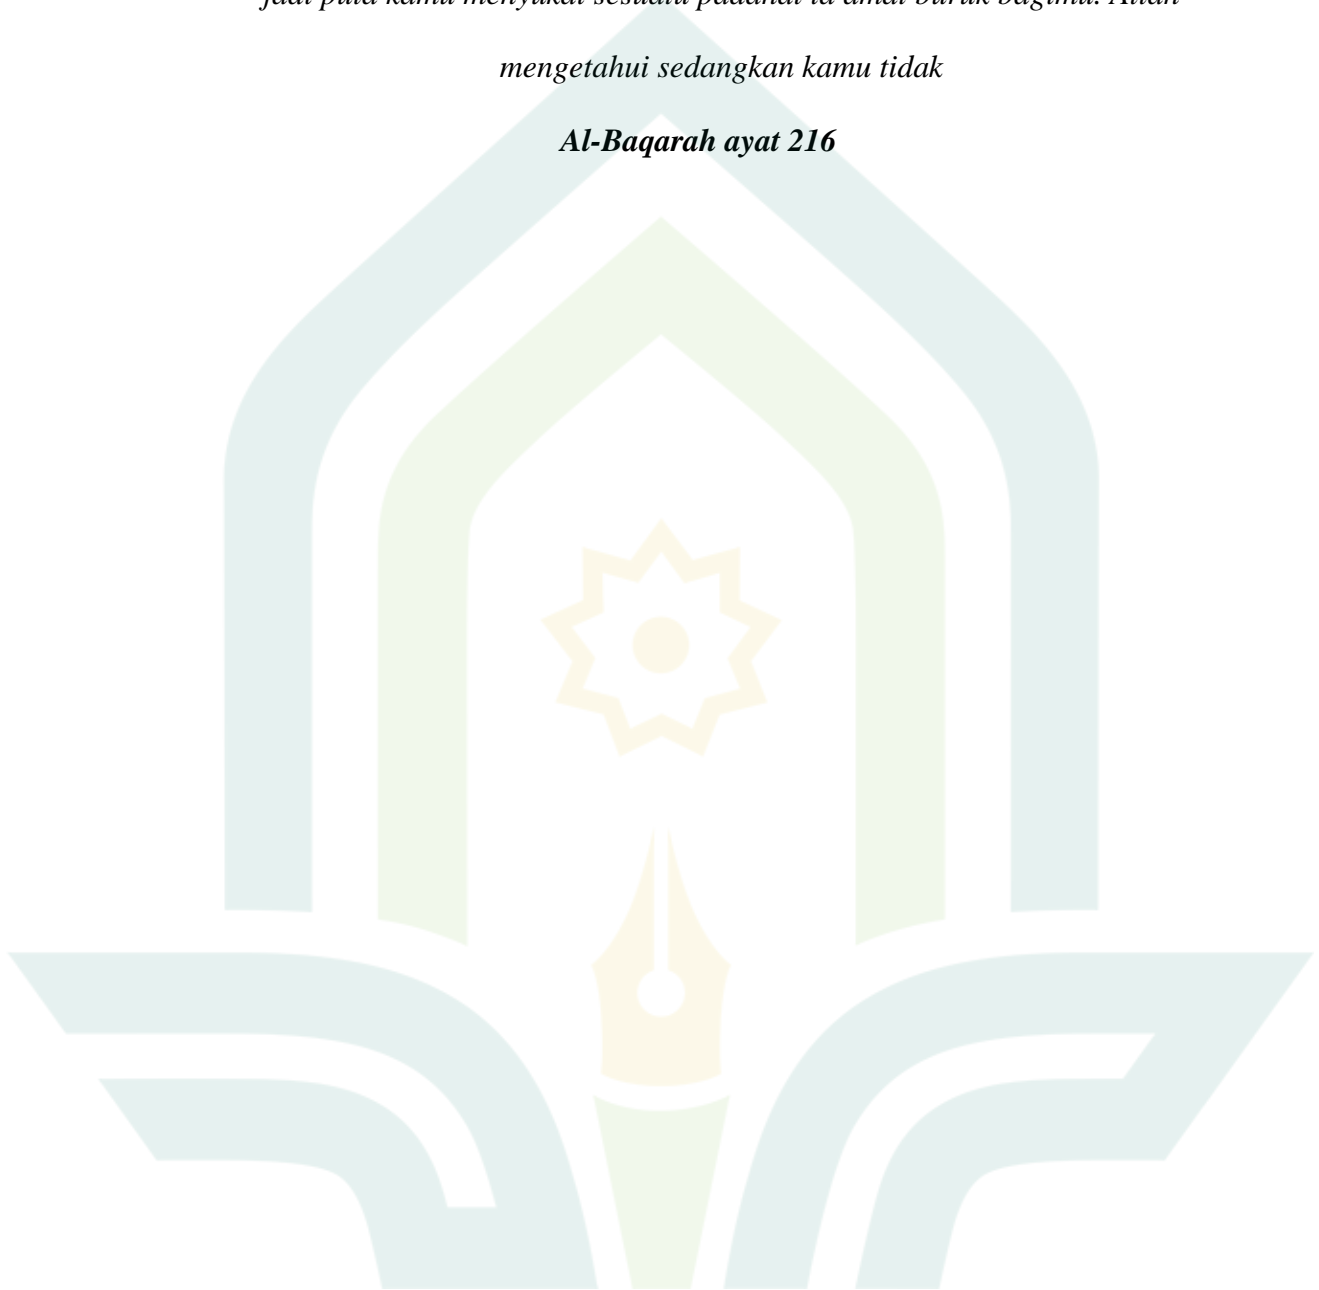 jadi pula kamu menyukai sesuatu padahal ia amat buruk bagimu. Allah
mengetahui sedangkan kamu tidak
Al-Baqarah ayat 216